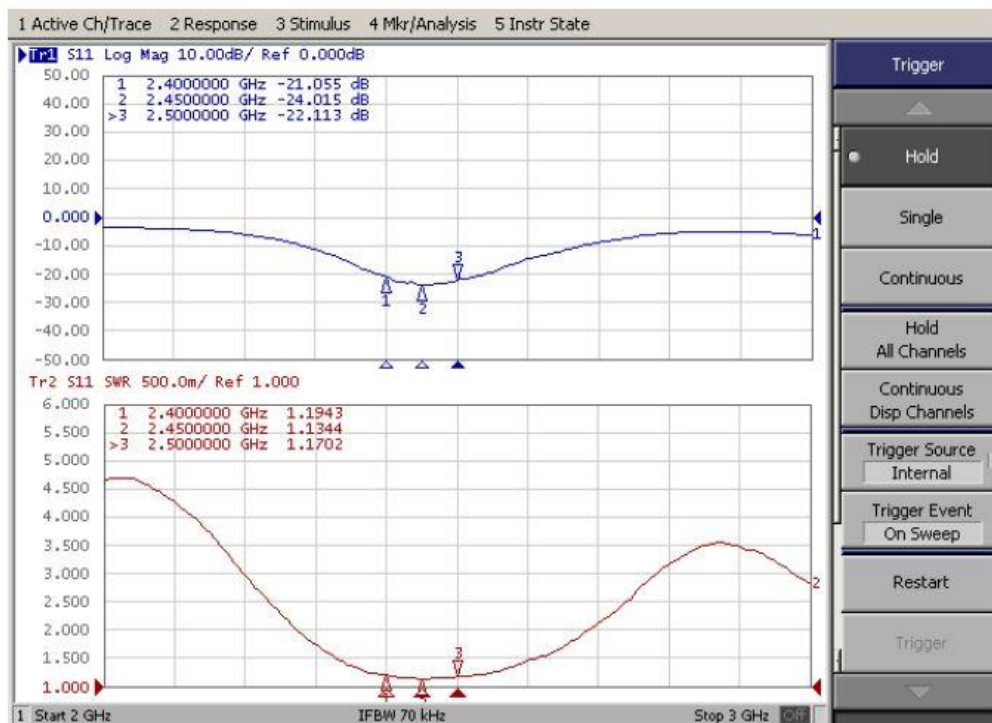 1 Active Ch/Trace 2 Response 3 Stimulus 4 Mkr/Analysis 5 Instr State
Tr1 S11 Log Mag 10.00dB/ Ref 0.000dB
50.00
40.00
30.00
20.00
10.00
0.000
-10.00
-20.00
-30.00
-40.00
-50.00
1 2.4000000 GHz -21.055 dB
2 2.4500000 GHz -24.015 dB
>3 2.5000000 GHz -22.113 dB
3
1
2
1
Tr2 S11 SWR 500.0m/ Ref 1.000
6.000
5.500
5.000
4.500
4.000
3.500
3.000
2.500
2.000
1.500
1.000
1 2.4000000 GHz 1.1943
2 2.4500000 GHz 1.1344
>3 2.5000000 GHz 1.1702
3
2
1 Start 2 GHz
IFBW 70 kHz
Stop 3 GHz Off
Trigger
Hold
Single
Continuous
Hold
All Channels
Continuous
Disp Channels
Trigger Source
Internal
Trigger Event
On Sweep
Restart
Trigger